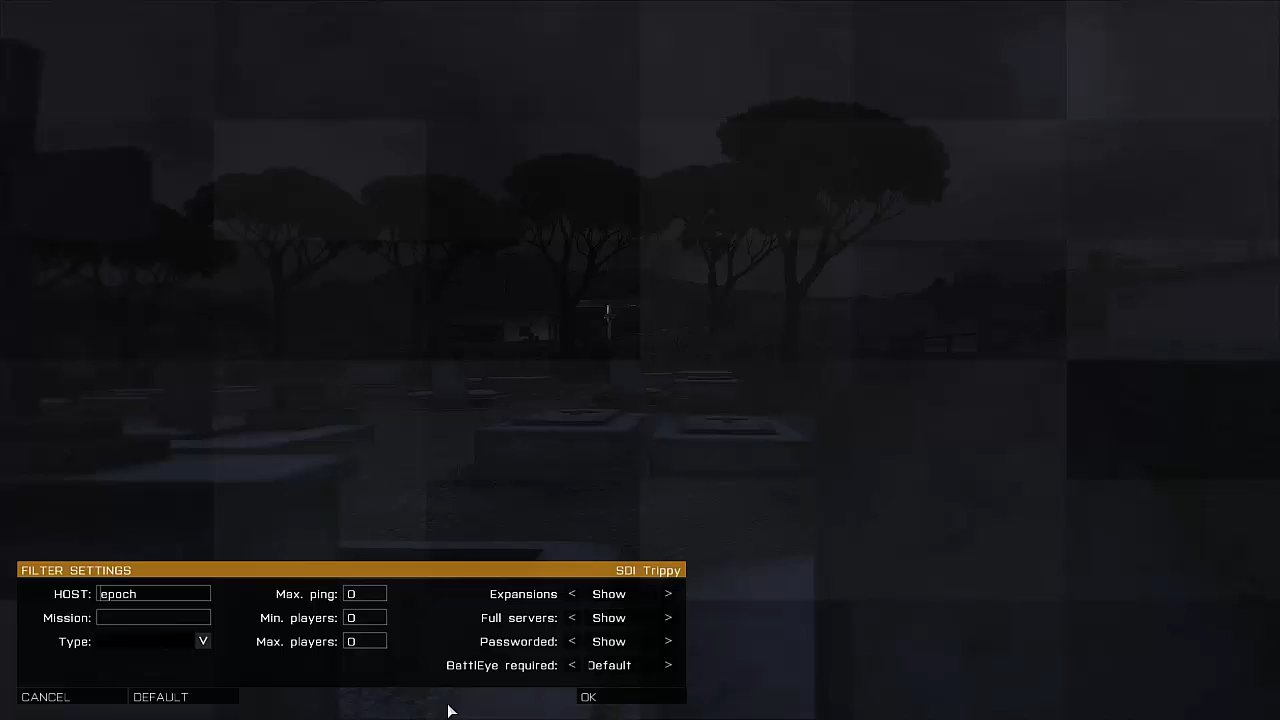 FILTER SETTINGS SDI Trippy
HOST: epoch Max. ping: 0 Expansions < Show >
Mission: Min. players: 0 Full servers: < Show >
Type: V Max. players: 0 Passworded: < Show >
BattlEye required: < Default >
CANCEL DEFAULT OK